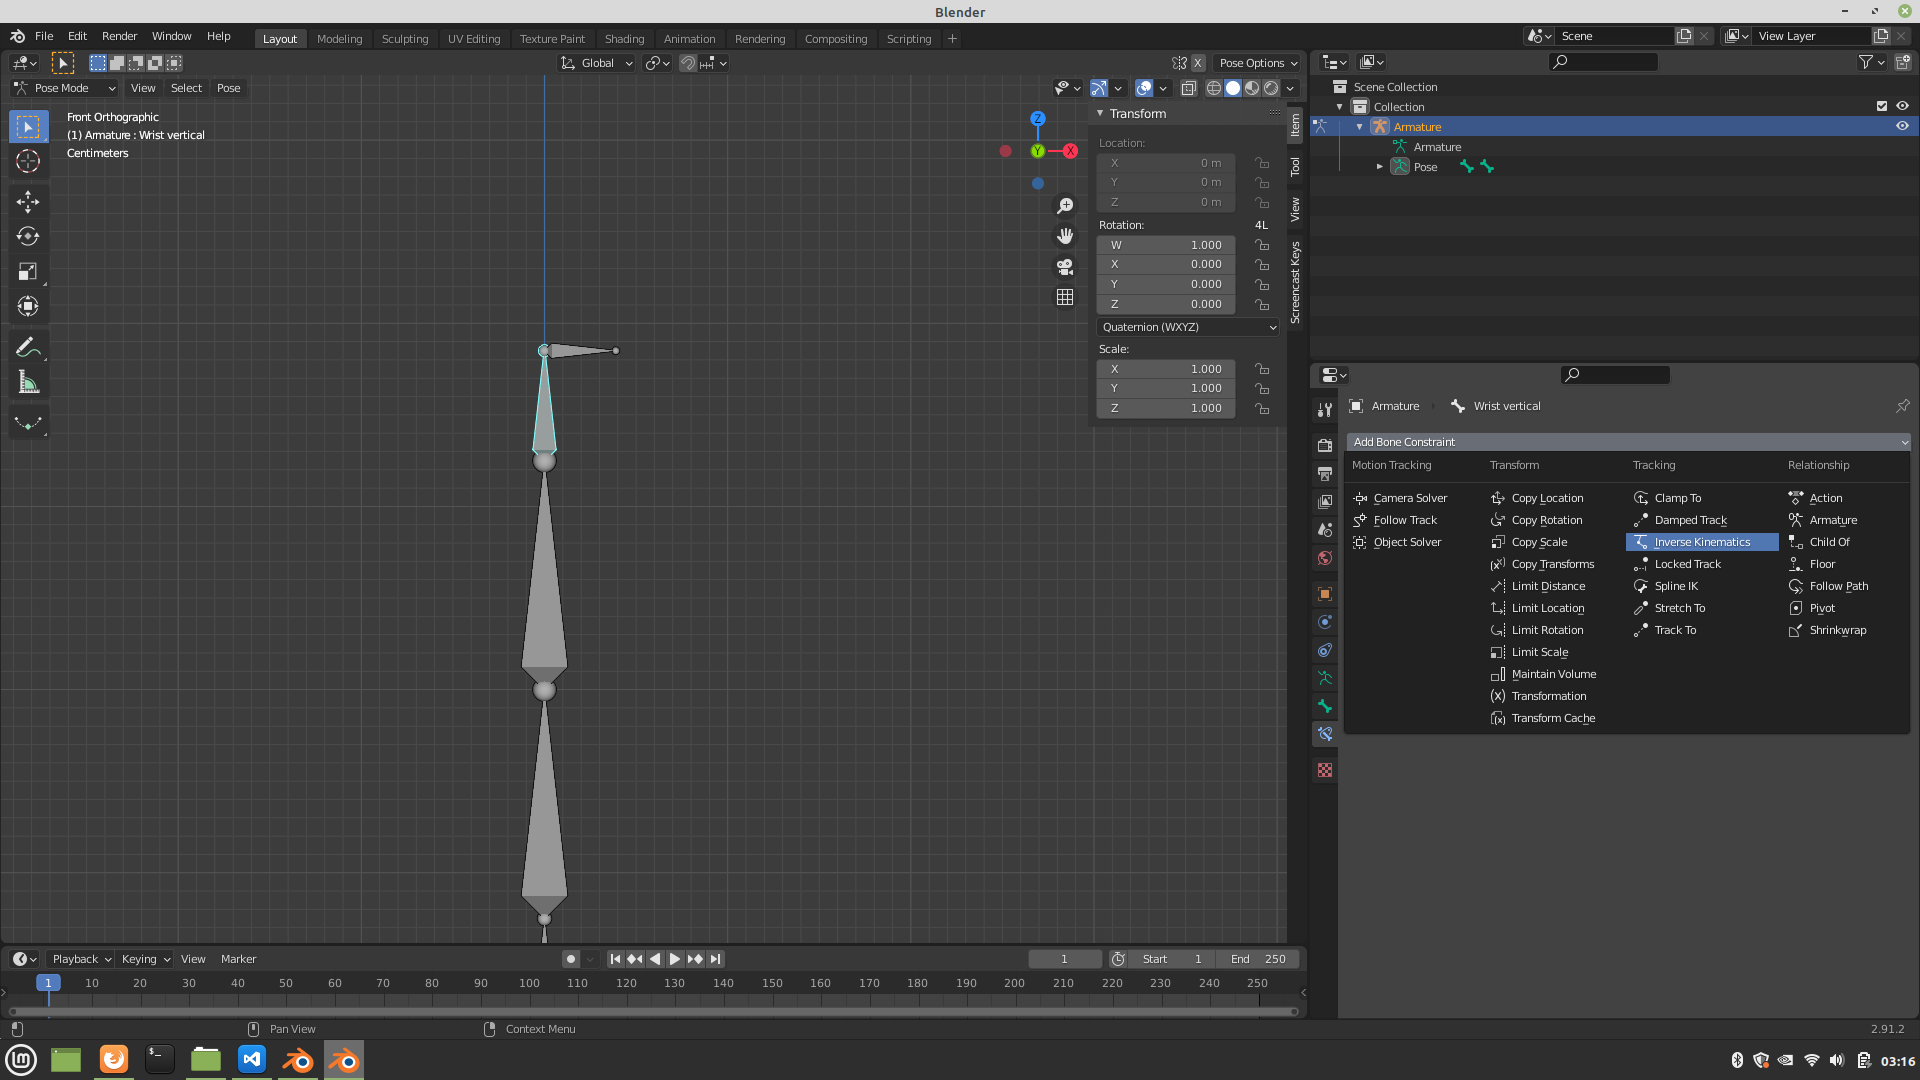 Blender
File Edit Render Window Help
Layout Modeling Sculpting UV Editing Texture Paint Shading Animation Rendering Compositing Scripting +
Scene
View Layer
Global
X
Pose Options
Pose Mode View Select Pose
Front Orthographic
(1) Armature : Wrist vertical
Centimeters
Z
Y
X
Transform
Location:
X 0 m
Y 0 m
Z 0 m
Rotation: 4L
W 1.000
X 0.000
Y 0.000
Z 0.000
Quaternion (WXYZ)
Scale:
X 1.000
Y 1.000
Z 1.000
Item
Tool
View
Screencast Keys
Scene Collection
Collection
Armature
Armature
Pose
Armature Wrist vertical
Add Bone Constraint
Motion Tracking
Camera Solver
Follow Track
Object Solver
Transform
Copy Location
Copy Rotation
Copy Scale
Copy Transforms
Limit Distance
Limit Location
Limit Rotation
Limit Scale
Maintain Volume
Transformation
Transform Cache
Tracking
Clamp To
Damped Track
Inverse Kinematics
Locked Track
Spline IK
Stretch To
Track To
Relationship
Action
Armature
Child Of
Floor
Follow Path
Pivot
Shrinkwrap
Playback Keying View Marker
1
Start 1
End 250
1 10 20 30 40 50 60 70 80 90 100 110 120 130 140 150 160 170 180 190 200 210 220 230 240 250
Pan View
Context Menu
2.91.2
03:16